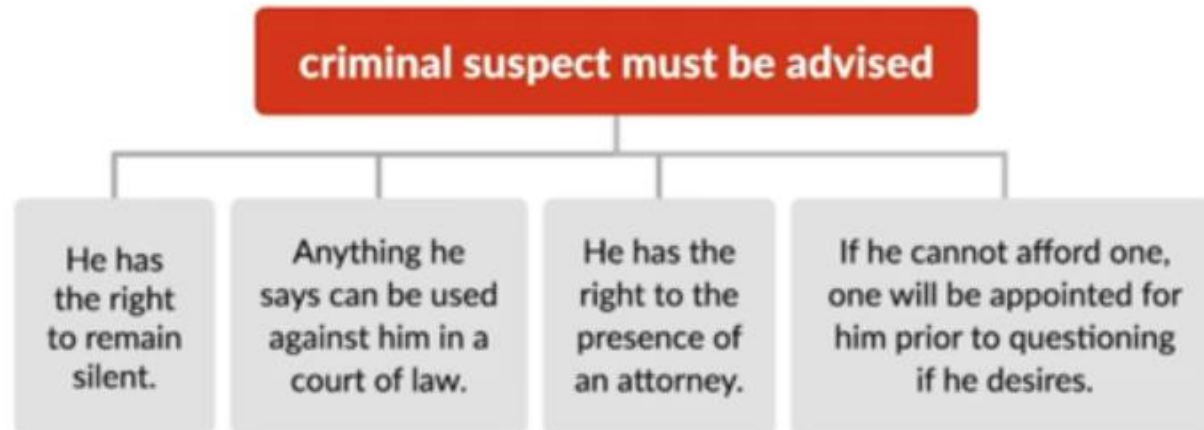 criminal suspect must be advised
He has
the right
to remain
silent.
Anything he
says can be used
against him in a
court of law.
He has the
right to the
presence of
an attorney.
If he cannot afford one,
one will be appointed for
him prior to questioning
if he desires.